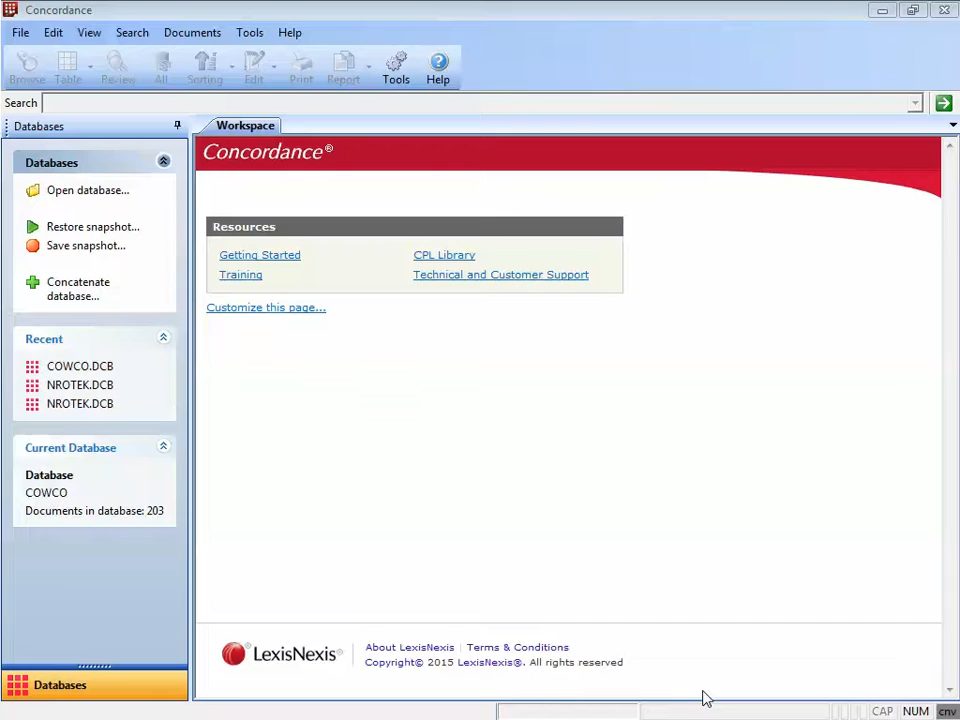 Concordance
File Edit View Search Documents Tools Help
Browse Table Review All Sorting Edit Print Report Tools Help
Search
Databases
Workspace
Databases
Open database...
Restore snapshot...
Save snapshot...
Concatenate
database...
Recent
COWCO.DCB
NROTEK.DCB
NROTEK.DCB
Current Database
Database
COWCO
Documents in database: 203
Databases
Concordance®
Resources
Getting Started CPL Library
Training Technical and Customer Support
Customize this page...
LexisNexis®
About LexisNexis Terms & Conditions
Copyright© 2015 LexisNexis®. All rights reserved
CAP NUM cnv